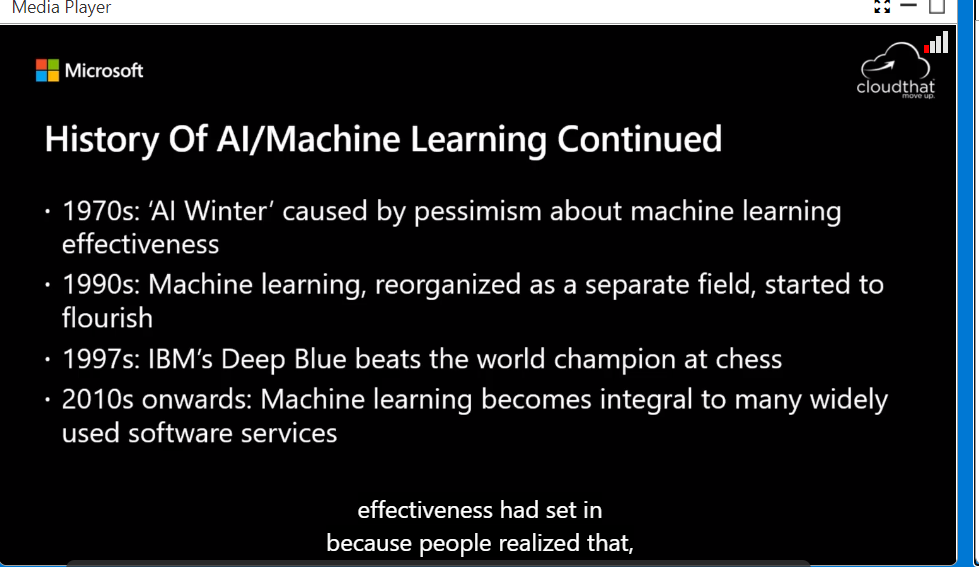 Media Player
Microsoft
cloudthat
move up.
History Of AI/Machine Learning Continued
• 1970s: ‘AI Winter’ caused by pessimism about machine learning
effectiveness
• 1990s: Machine learning, reorganized as a separate field, started to
flourish
• 1997s: IBM’s Deep Blue beats the world champion at chess
• 2010s onwards: Machine learning becomes integral to many widely
used software services
effectiveness had set in
because people realized that,